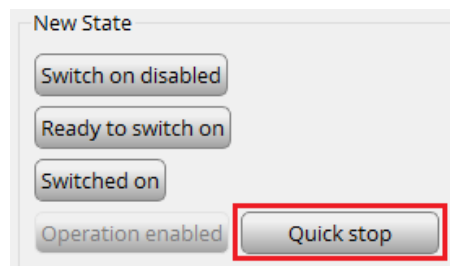 New State
Switch on disabled
Ready to switch on
Switched on
Operation enabled Quick stop